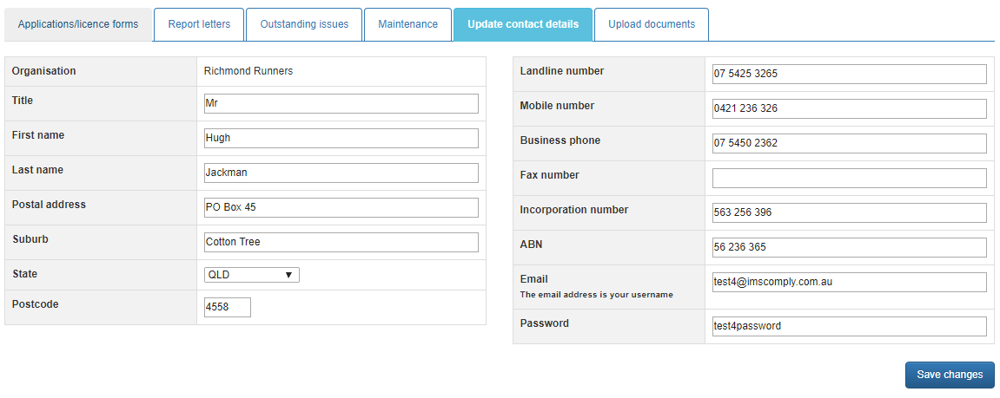 Applications/licence forms Report letters Outstanding issues Maintenance Update contact details Upload documents
Organisation Richmond Runners
Title Mr
First name Hugh
Last name Jackman
Postal address PO Box 45
Suburb Cotton Tree
State QLD
Postcode 4558
Landline number 07 5425 3265
Mobile number 0421 236 326
Business phone 07 5450 2362
Fax number
Incorporation number 563 256 396
ABN 56 236 365
Email test4@imscomply.com.au
The email address is your username
Password test4password
Save changes